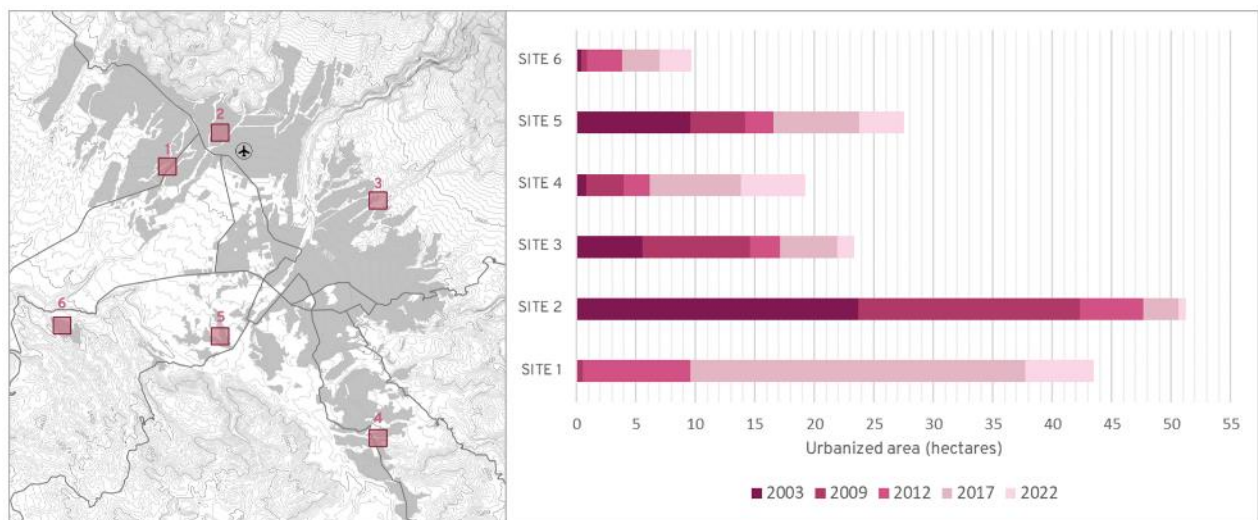 2
1
3
6
5
4
SITE 6
SITE 5
SITE 4
SITE 3
SITE 2
SITE 1
0 5 10 15 20 25 30 35 40 45 50 55
Urbanized area (hectares)
2003 2009 2012 2017 2022